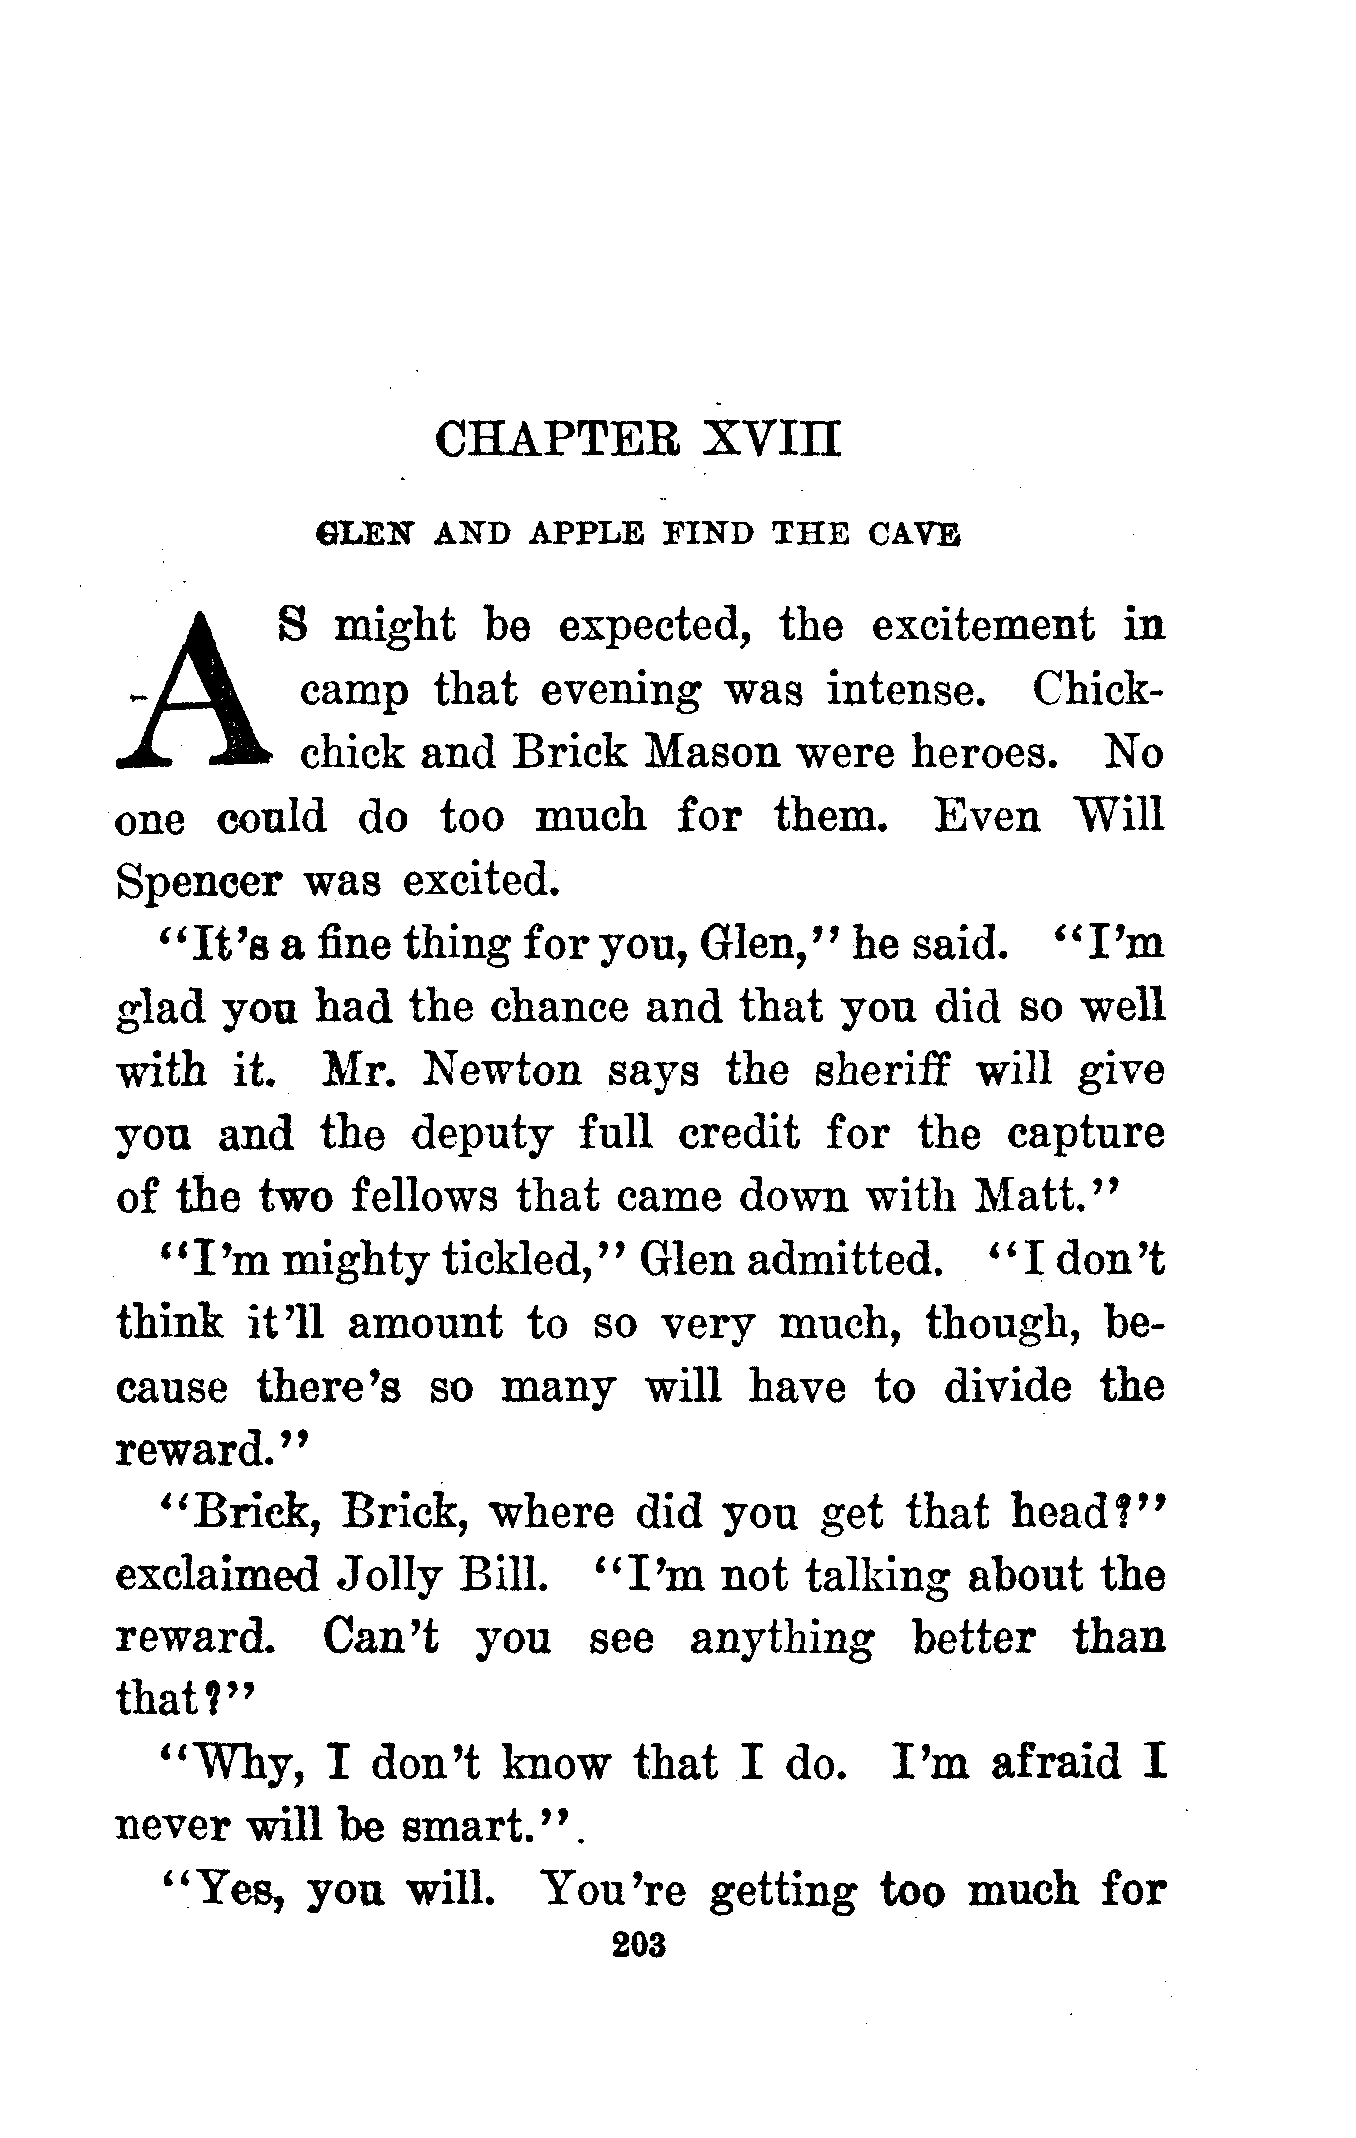 CHAPTER XVIII
GLEN AND APPLE FIND THE CAVE
AS might be expected, the excitement in
camp that evening was intense. Chick-
chick and Brick Mason were heroes. No
one could do too much for them. Even Will
Spencer was excited.
"It's a fine thing for you, Glen," he said. "I'm
glad you had the chance and that you did so well
with it. Mr. Newton says the sheriff will give
you and the deputy full credit for the capture
of the two fellows that came down with Matt."
"I'm mighty tickled," Glen admitted. "I don't
think it'll amount to so very much, though, be-
cause there's so many will have to divide the
reward."
"Brick, Brick, where did you get that head?"
exclaimed Jolly Bill. "I'm not talking about the
reward. Can't you see anything better than
that?"
"Why, I don't know that I do. I'm afraid I
never will be smart."
"Yes, you will. You're getting too much for
203